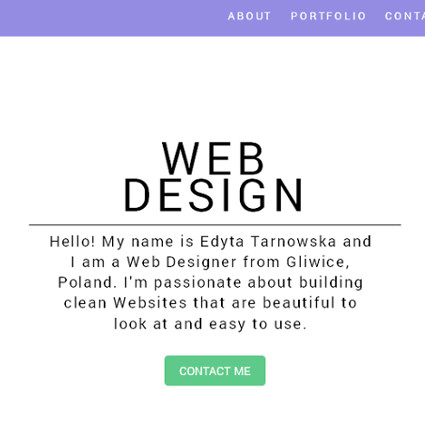 ABOUT PORTFOLIO
WEB
DESIGN
Hello! My name is Edyta Tarnowska and
I am a Web Designer from Gliwice,
Poland. I'm passionate about building
clean Websites that are beautiful to
look at and easy to use.
CONTACT ME